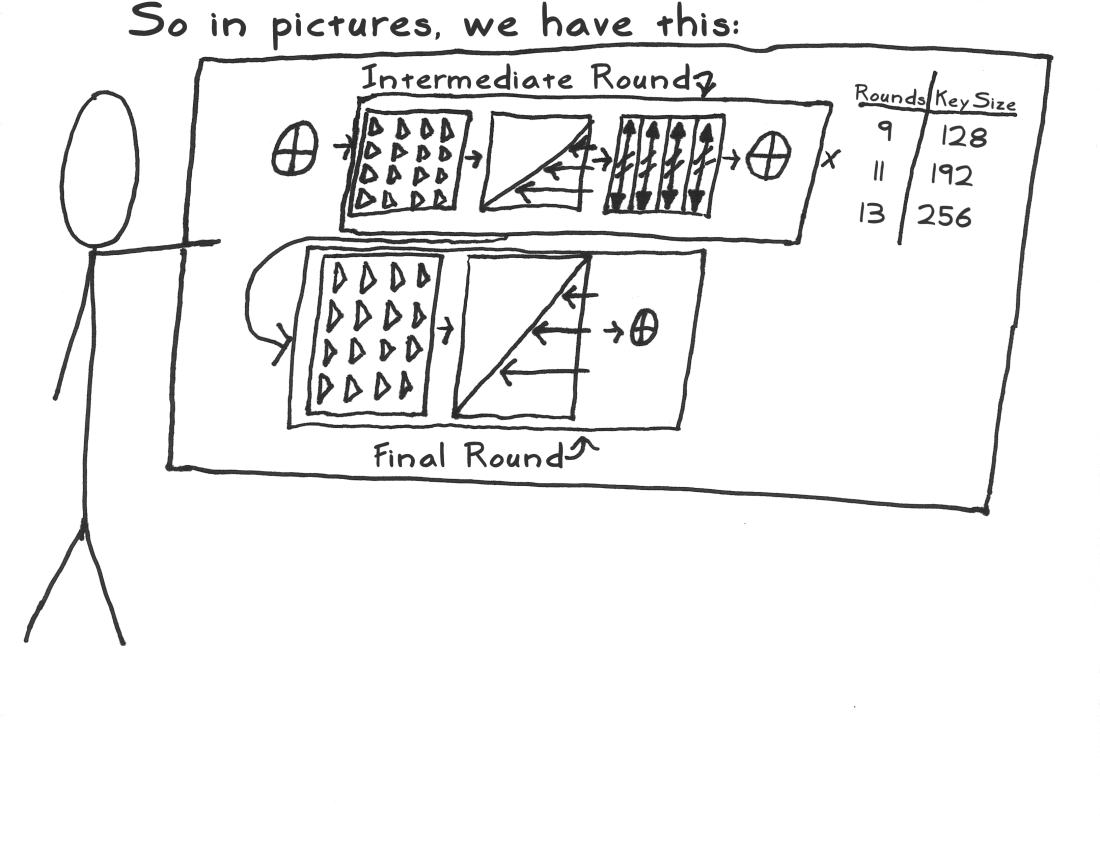 So in pictures, we have this:
Intermediate Round
Rounds Key Size
9 128
11 192
x
13 256
Final Round